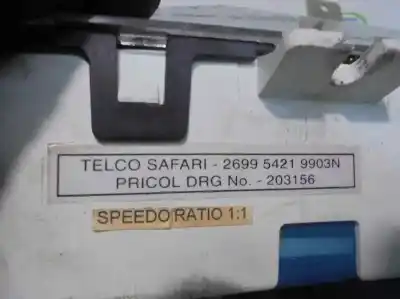 TELCO SAFARI - 2699 5421 9903N
PRICOL DRG No. - 203156
SPEEDO RATIO 1:1